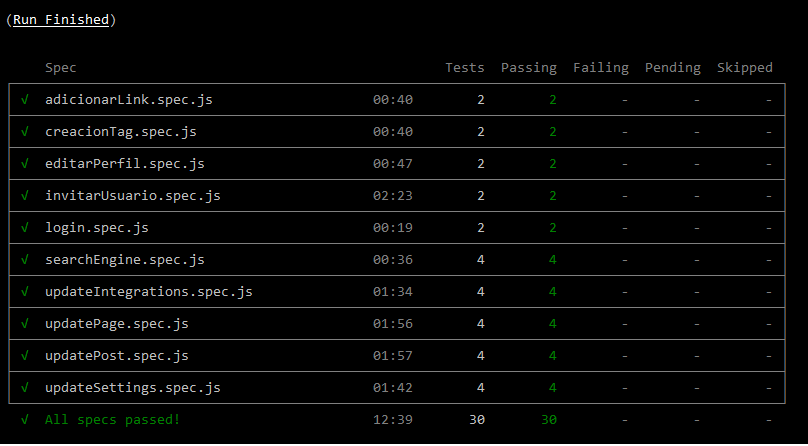 (Run Finished)
Spec Tests Passing Failing Pending Skipped
√ adicionarLink.spec.js 00:40 2 2 - - -
√ creacionTag.spec.js 00:40 2 2 - - -
√ editarPerfil.spec.js 00:47 2 2 - - -
√ invitarUsuario.spec.js 02:23 2 2 - - -
√ login.spec.js 00:19 2 2 - - -
√ searchEngine.spec.js 00:36 4 4 - - -
√ updateIntegrations.spec.js 01:34 4 4 - - -
√ updatePage.spec.js 01:56 4 4 - - -
√ updatePost.spec.js 01:57 4 4 - - -
√ updateSettings.spec.js 01:42 4 4 - - -
√ All specs passed! 12:39 30 30 - - -